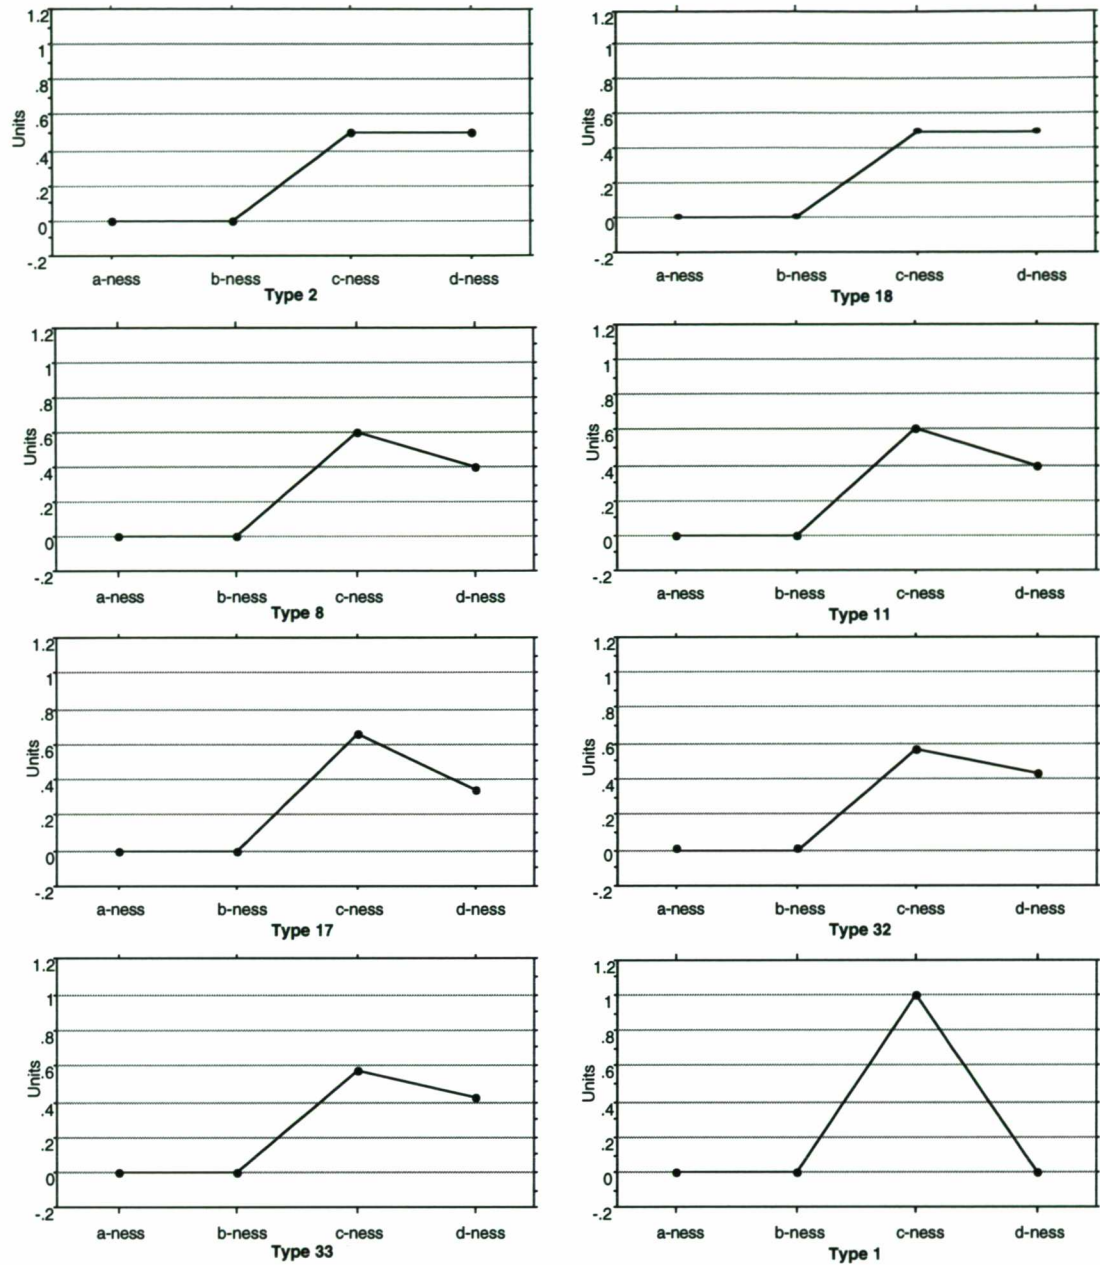 1.2
1
.8
.6
.4
.2
0
-.2
Units
a-ness b-ness c-ness d-ness
Type 2
1.2
1
.8
.6
.4
.2
0
-.2
Units
a-ness b-ness c-ness d-ness
Type 18
1.2
1
.8
.6
.4
.2
0
-.2
Units
a-ness b-ness c-ness d-ness
Type 8
1.2
1
.8
.6
.4
.2
0
-.2
Units
a-ness b-ness c-ness d-ness
Type 11
1.2
1
.8
.6
.4
.2
0
-.2
Units
a-ness b-ness c-ness d-ness
Type 17
1.2
1
.8
.6
.4
.2
0
-.2
Units
a-ness b-ness c-ness d-ness
Type 32
1.2
1
.8
.6
.4
.2
0
-.2
Units
a-ness b-ness c-ness d-ness
Type 33
1.2
1
.8
.6
.4
.2
0
-.2
Units
a-ness b-ness c-ness d-ness
Type 1